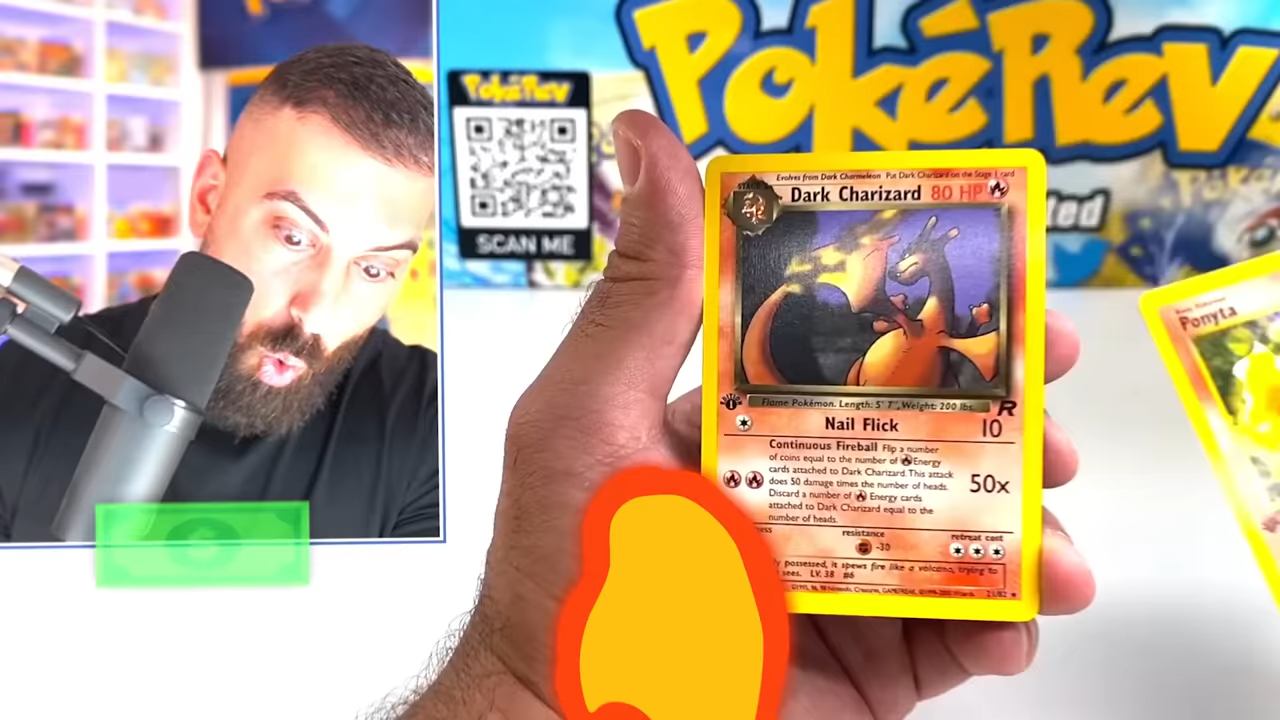 PokéRev
PokéRev
SCAN ME
Evolves from Dark Charmeleon Put Dark Charizard on the Stage 1 card
Dark Charizard 80 HP
EDITION
1
Flame Pokémon. Length: 5' 7", Weight: 200 lbs.
R
Nail Flick 10
Continuous Fireball Flip a number
of coins equal to the number of Energy
cards attached to Dark Charizard. This attack
does 50 damage times the number of heads.
Discard a number of Energy cards
attached to Dark Charizard equal to the
number of heads.
50x
resistance
retreat cost
-30
possessed, it spews fire like a volcano, trying to
sees. LV. 38 #6
21/82
Ponyta